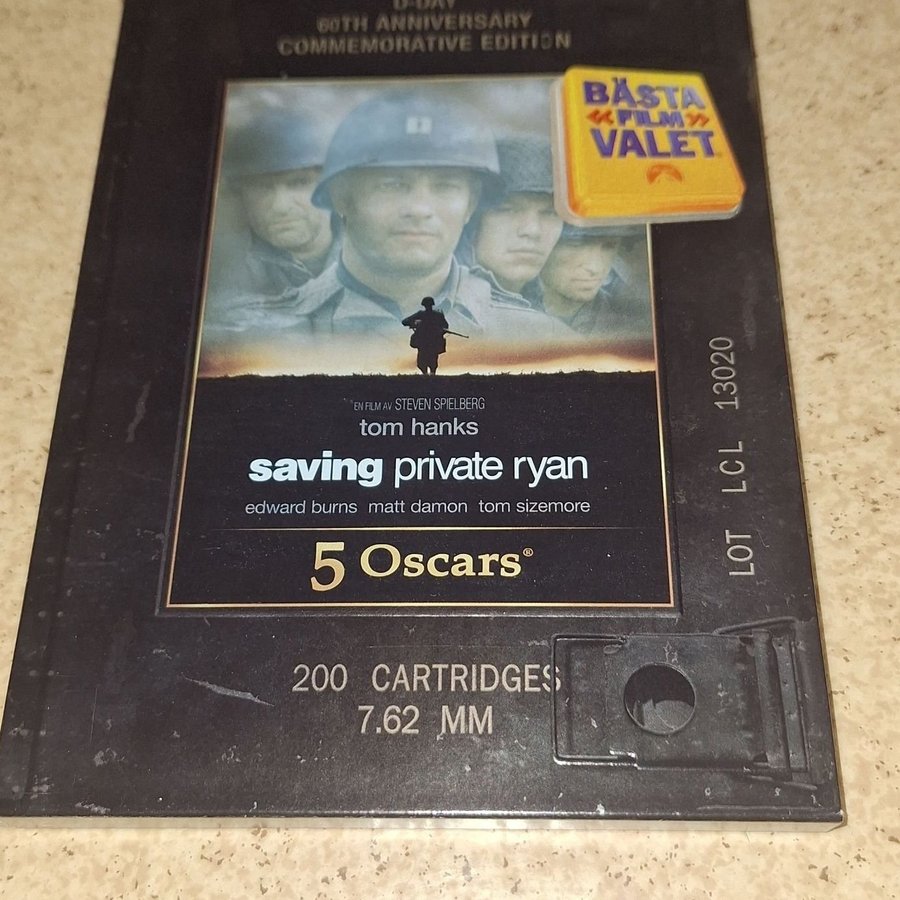 D-DAY
60TH ANNIVERSARY
COMMEMORATIVE EDITION
BÄSTA
«FILM»
VALET
EN FILM AV STEVEN SPIELBERG
tom hanks
saving private ryan
edward burns matt damon tom sizemore
5 Oscars®
LOT LCL 13020
200 CARTRIDGES
7.62 MM